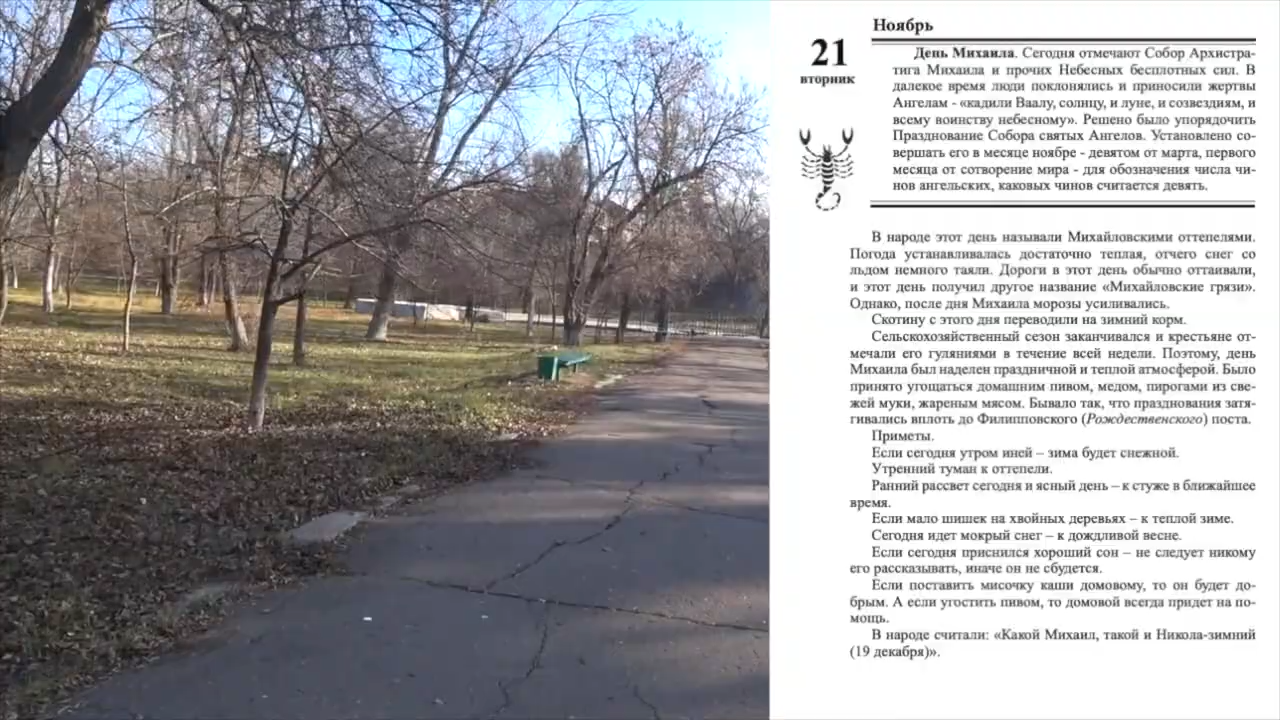 Ноябрь
21
вторник
День Михаила. Сегодня отмечают Собор Архистра-
тига Михаила и прочих Небесных бесплотных сил. В
далекое время люди поклонялись и приносили жертвы
Ангелам - «кадили Ваалу, солнцу, и луне, и созвездиям, и
всему воинству небесному». Решено было упорядочить
Празднование Собора святых Ангелов. Установлено со-
вершать его в месяце ноябре - девятом от марта, первого
месяца от сотворение мира - для обозначения числа чи-
нов ангельских, каковых чинов считается девять.
В народе этот день называли Михайловскими оттепелями.
Погода устанавливалась достаточно теплая, отчего снег со
льдом немного таяли. Дороги в этот день обычно оттаивали,
и этот день получил другое название «Михайловские грязи».
Однако, после дня Михаила морозы усиливались.
Скотину с этого дня переводили на зимний корм.
Сельскохозяйственный сезон заканчивался и крестьяне от-
мечали его гуляниями в течение всей недели. Поэтому, день
Михаила был наделен праздничной и теплой атмосферой. Было
принято угощаться домашним пивом, медом, пирогами из све-
жей муки, жареным мясом. Бывало так, что празднования затя-
гивались вплоть до Филипповского (Рождественского) поста.
Приметы.
Если сегодня утром иней – зима будет снежной.
Утренний туман к оттепели.
Ранний рассвет сегодня и ясный день – к стуже в ближайшее
время.
Если мало шишек на хвойных деревьях – к теплой зиме.
Сегодня идет мокрый снег – к дождливой весне.
Если сегодня приснился хороший сон – не следует никому
его рассказывать, иначе он не сбудется.
Если поставить мисочку каши домовому, то он будет до-
брым. А если угостить пивом, то домовой всегда придет на по-
мощь.
В народе считали: «Какой Михаил, такой и Никола-зимний
(19 декабря)».